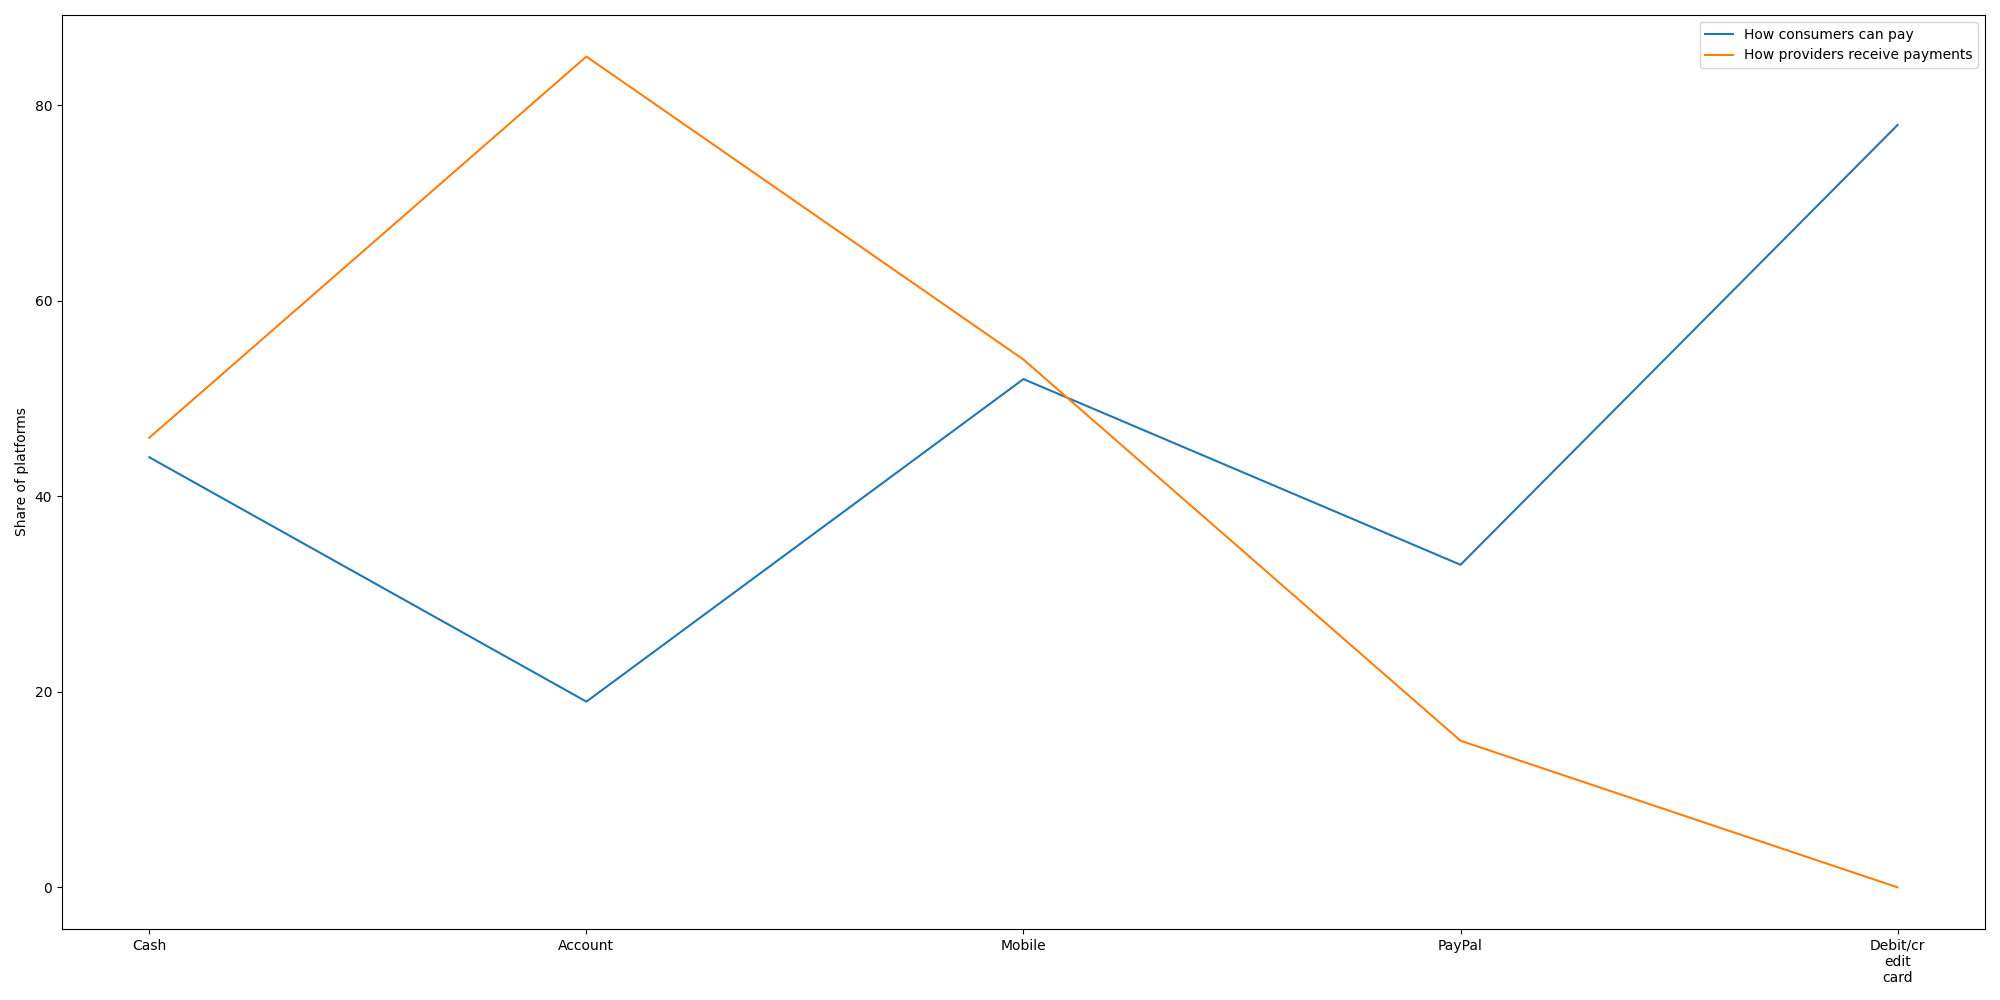 How consumers can pay
How providers receive payments
Share of platforms
80
60
40
20
0
Cash
Account
Mobile
PayPal
Debit/cr
edit
card